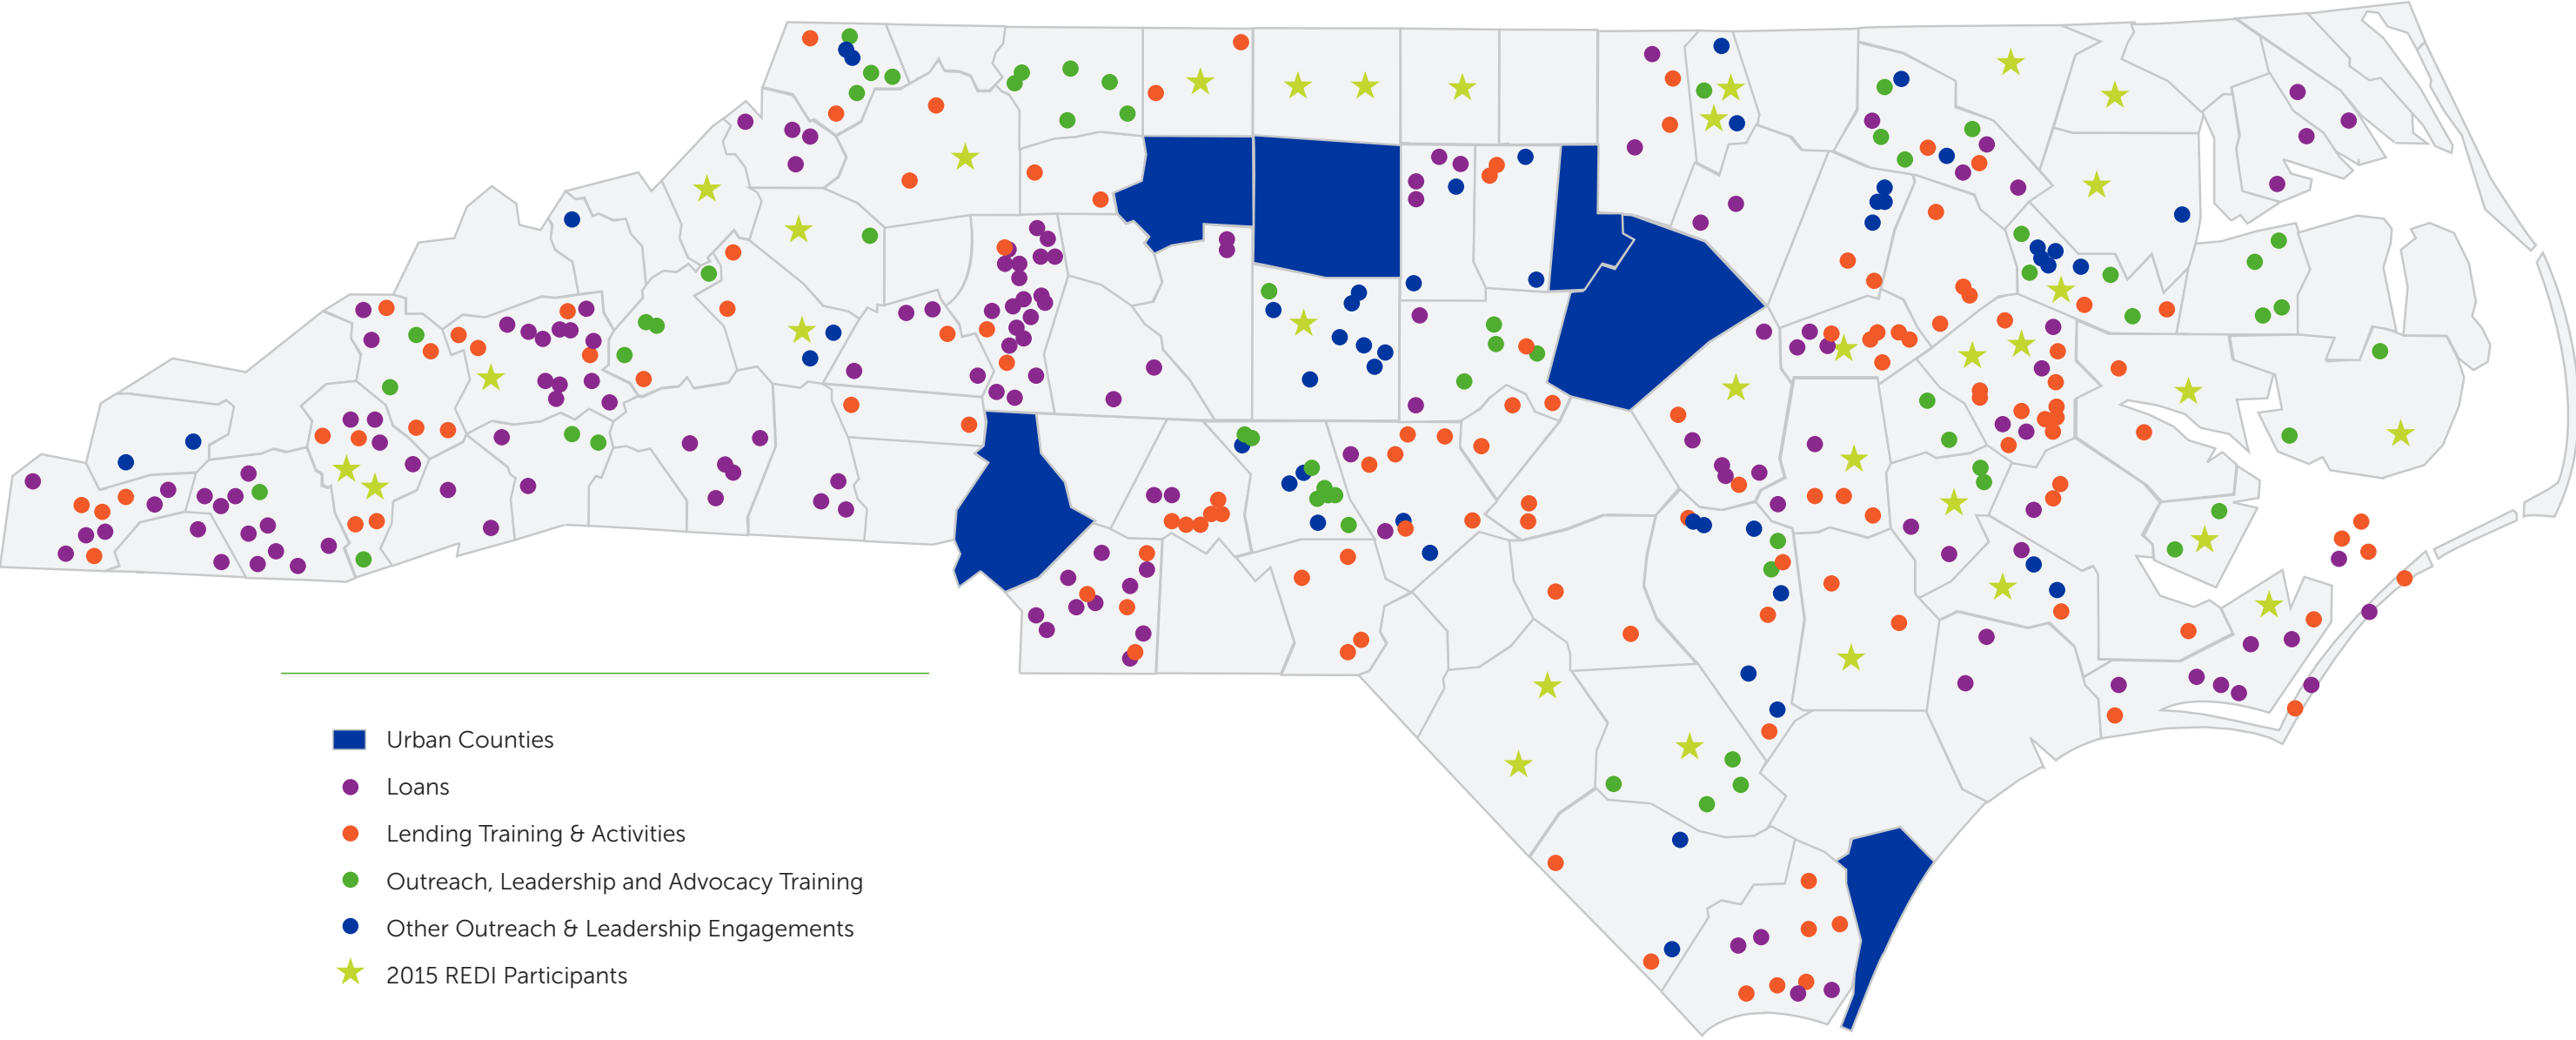 Urban Counties
Loans
Lending Training & Activities
Outreach, Leadership and Advocacy Training
Other Outreach & Leadership Engagements
2015 REDI Participants